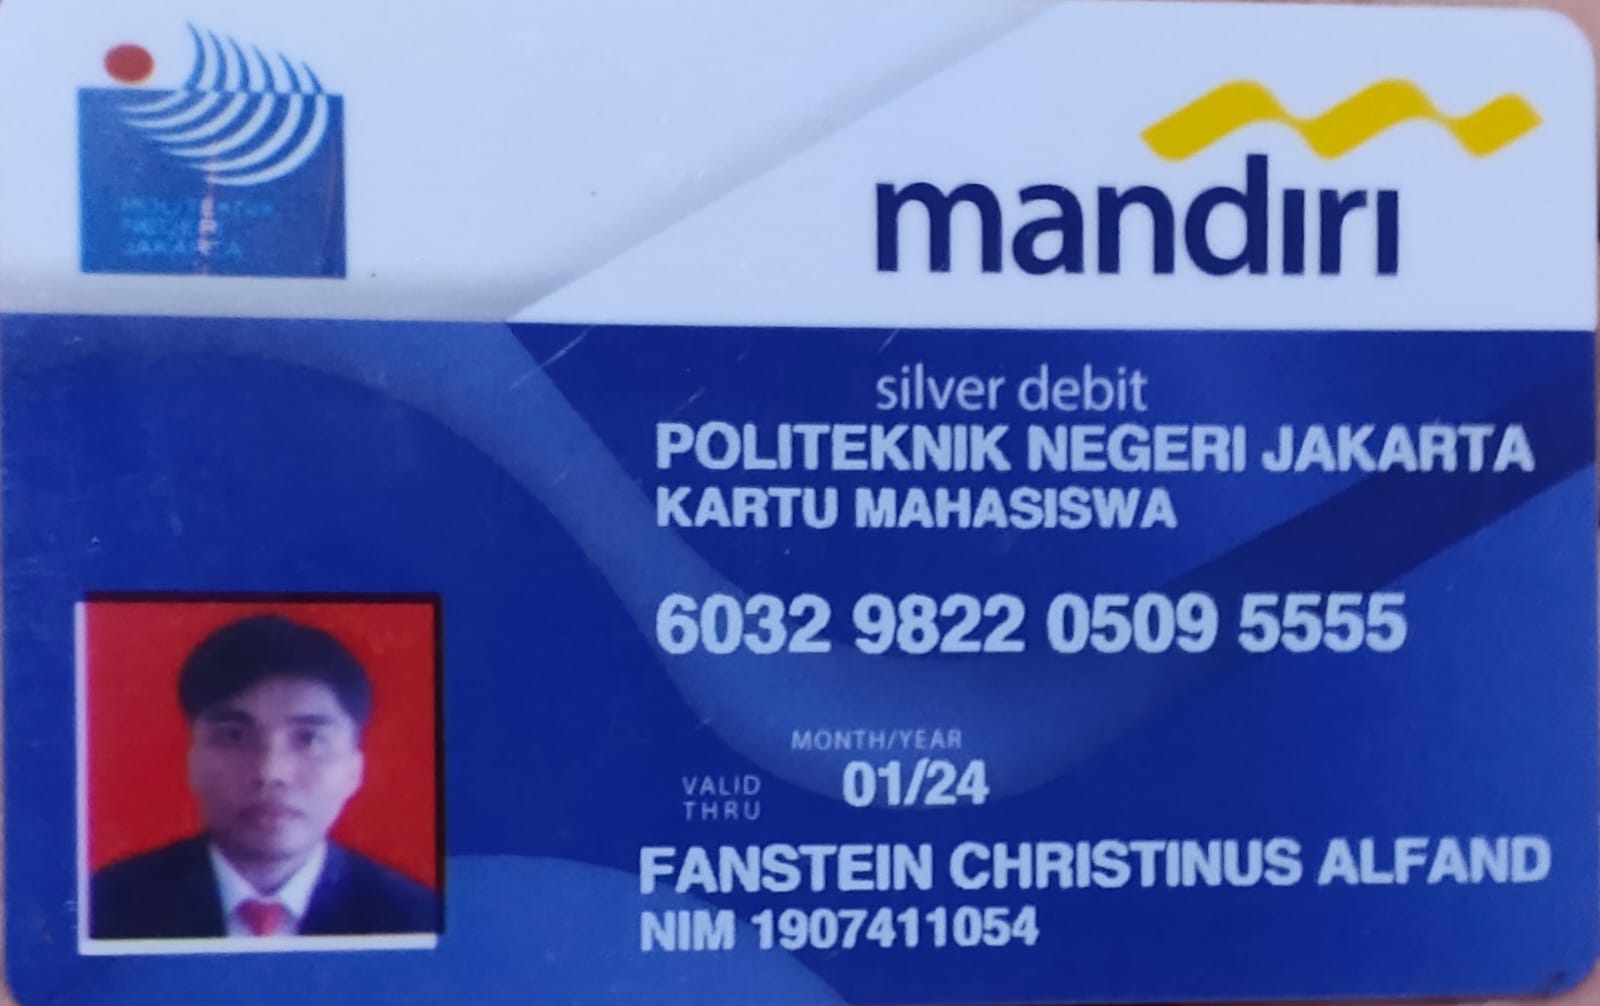 POLITEKNIK
NEGERI
JAKARTA
mandiri
silver debit
POLITEKNIK NEGERI JAKARTA
KARTU MAHASISWA
6032 9822 0509 5555
MONTH/YEAR
VALID
THRU
01/24
FANSTEIN CHRISTINUS ALFAND
NIM 1907411054